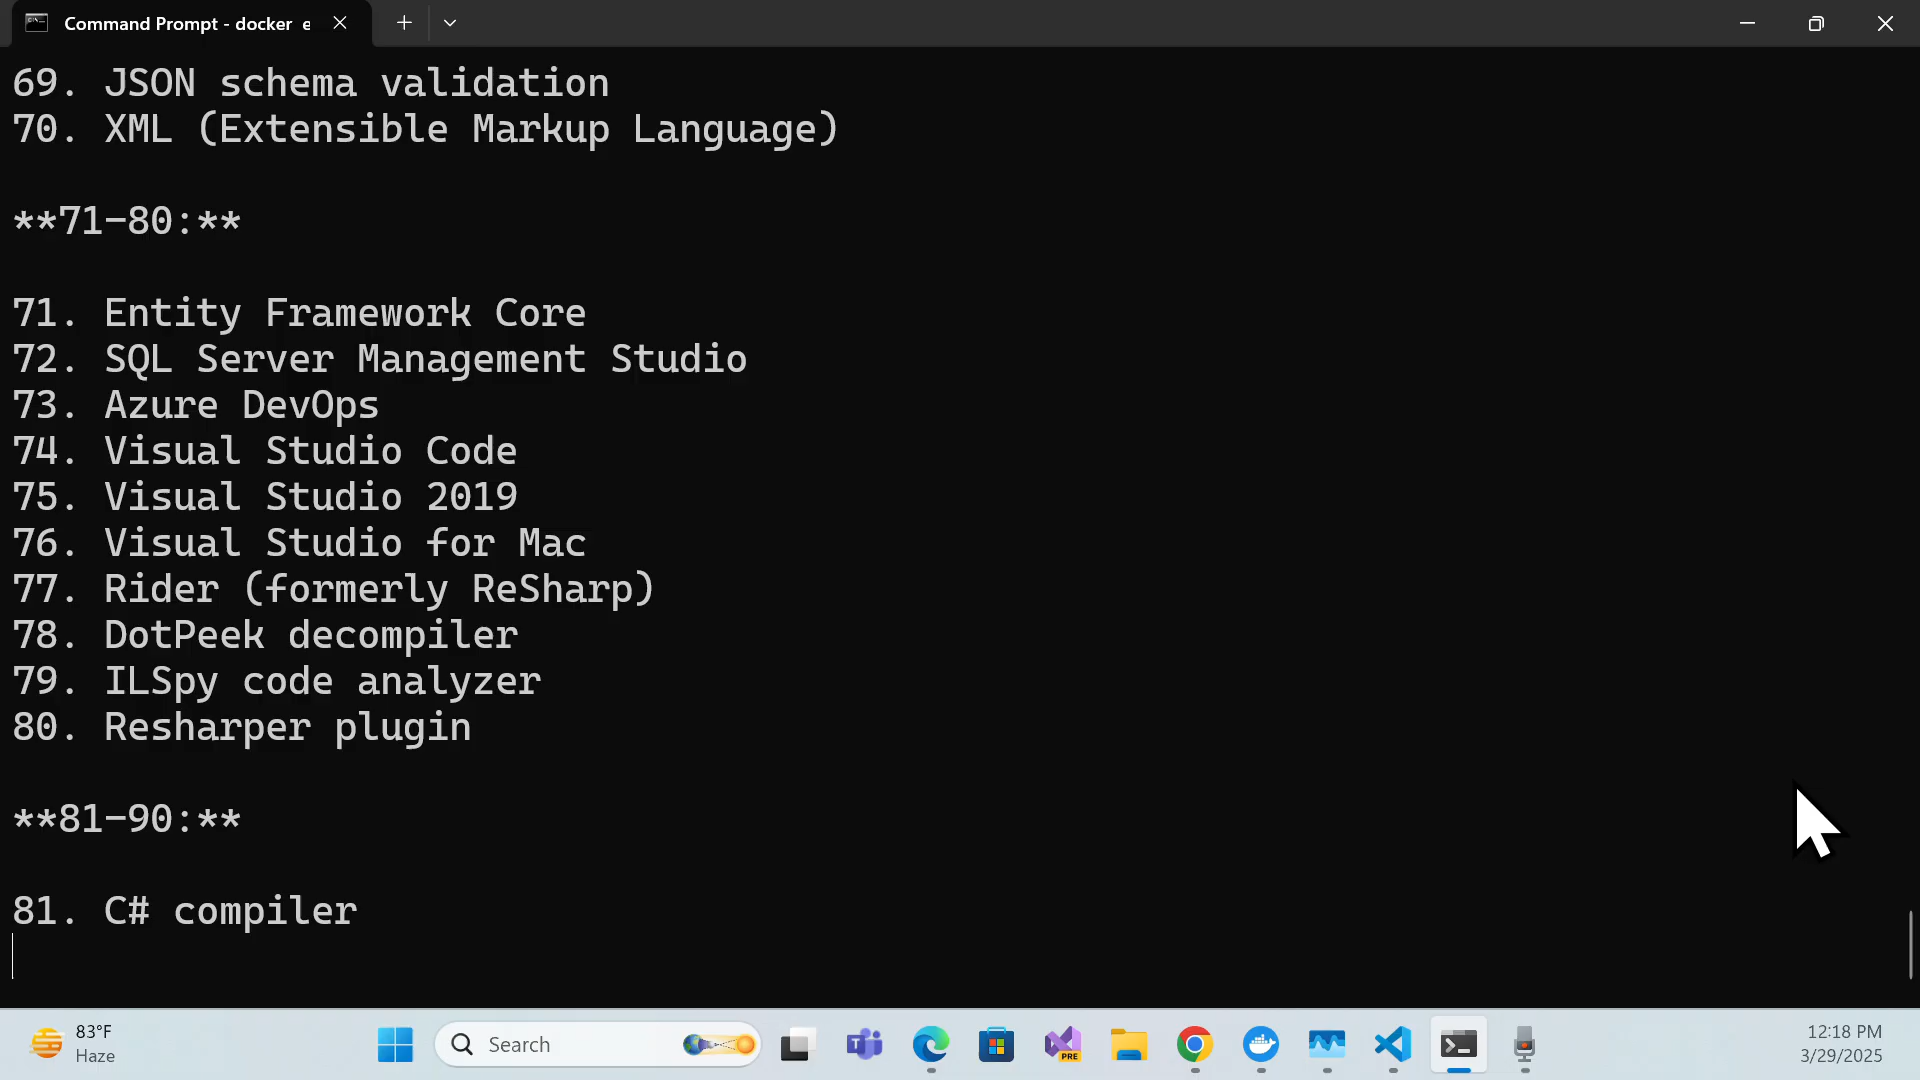 Command Prompt - docker e
69. JSON schema validation
70. XML (Extensible Markup Language)
**71-80:**
71. Entity Framework Core
72. SQL Server Management Studio
73. Azure DevOps
74. Visual Studio Code
75. Visual Studio 2019
76. Visual Studio for Mac
77. Rider (formerly ReSharp)
78. DotPeek decompiler
79. ILSpy code analyzer
80. Resharper plugin
**81-90:**
81. C# compiler
83°F
Haze
Search
T
PRE
12:18 PM
3/29/2025